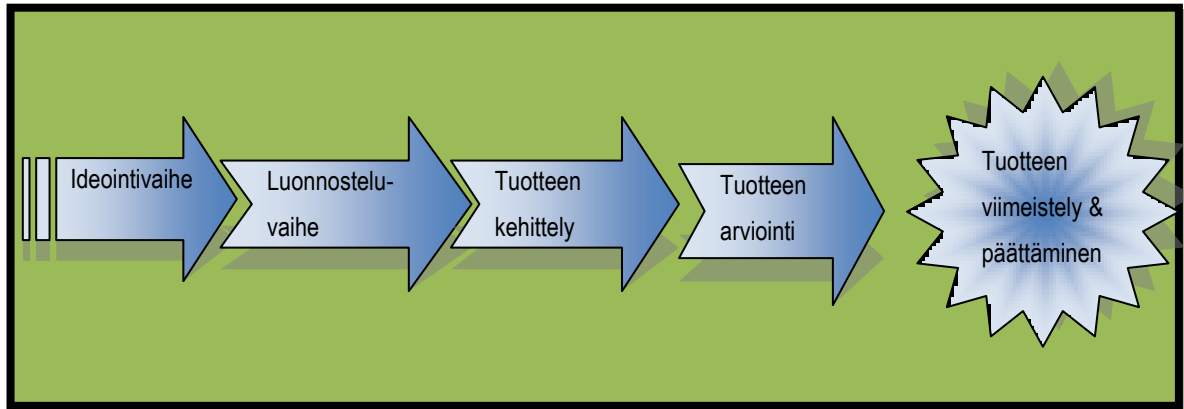 Ideointivaihe
Luonnostelu-
vaihe
Tuotteen
kehittely
Tuotteen
arviointi
Tuotteen
viimeistely &
päättäminen